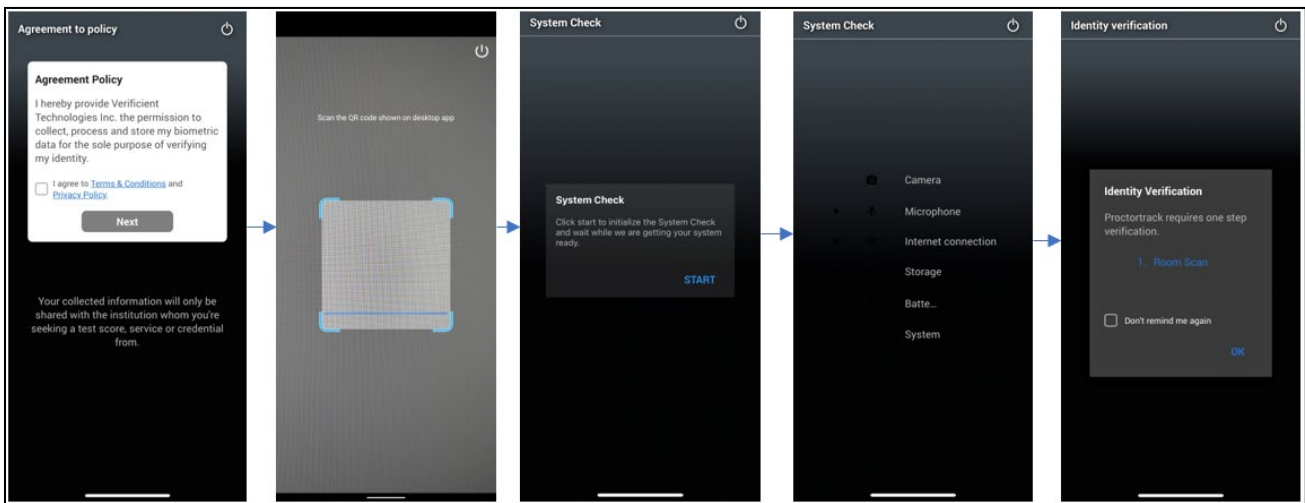 Agreement to policy
Agreement Policy
I hereby provide Verificient
Technologies Inc. the permission to
collect, process and store my biometric
data for the sole purpose of verifying
my identity.
I agree to Terms & Conditions and
Privacy Policy.
Next
Your collected information will only be
shared with the institution whom you're
seeking a test score, service or credential
from.
Scan the QR code shown on desktop app
System Check
System Check
Click start to initialize the System Check
and wait while we are getting your system
ready.
START
System Check
Camera
Microphone
Internet connection
Storage
Batte...
System
Identity verification
Identity Verification
Proctortrack requires one step
verification.
1. Room Scan
Don't remind me again
OK